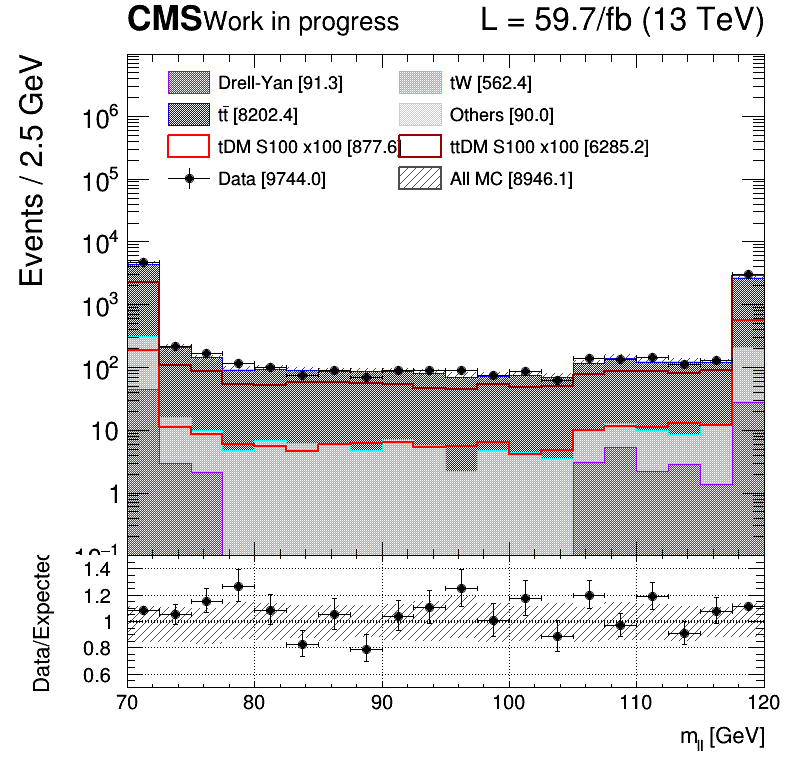 CMS Work in progress L = 59.7/fb (13 TeV)
Events / 2.5 GeV
Drell-Yan [91.3] tW [562.4]
tt̄ [8202.4] Others [90.0]
tDM S100 x100 [877.6] ttDM S100 x100 [6285.2]
Data [9744.0] All MC [8946.1]
10⁶
10⁵
10⁴
10³
10²
10
1
10⁻¹
Data/Expected
1.4
1.2
1
0.8
0.6
70 80 90 100 110 120
m_ll [GeV]